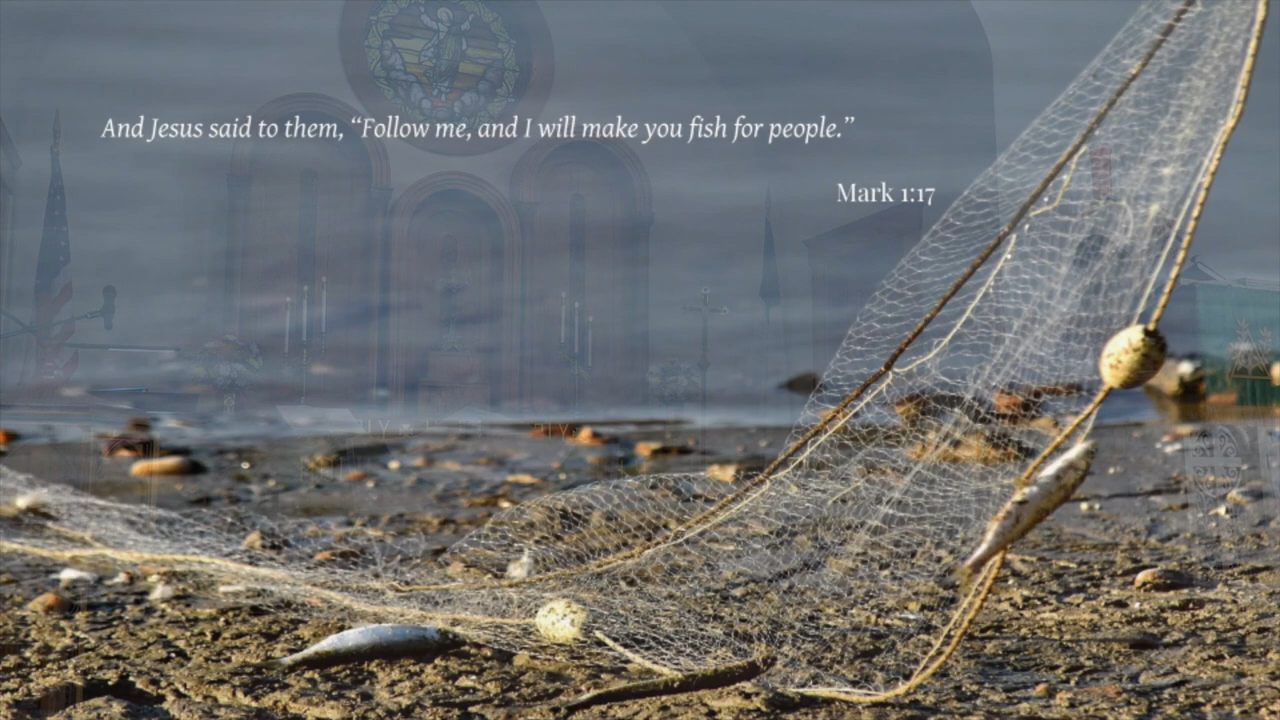 And Jesus said to them, “Follow me, and I will make you fish for people.”
Mark 1:17